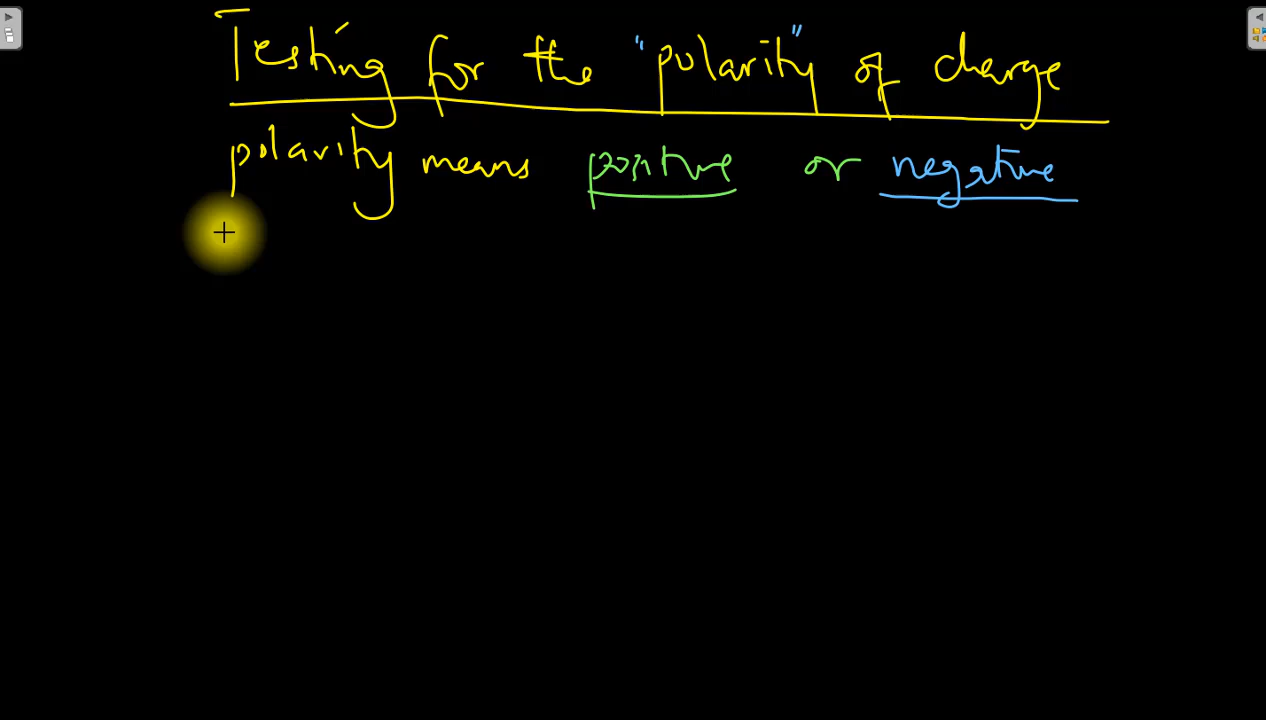 Testing for the "polarity" of charge
polarity means positive or negative